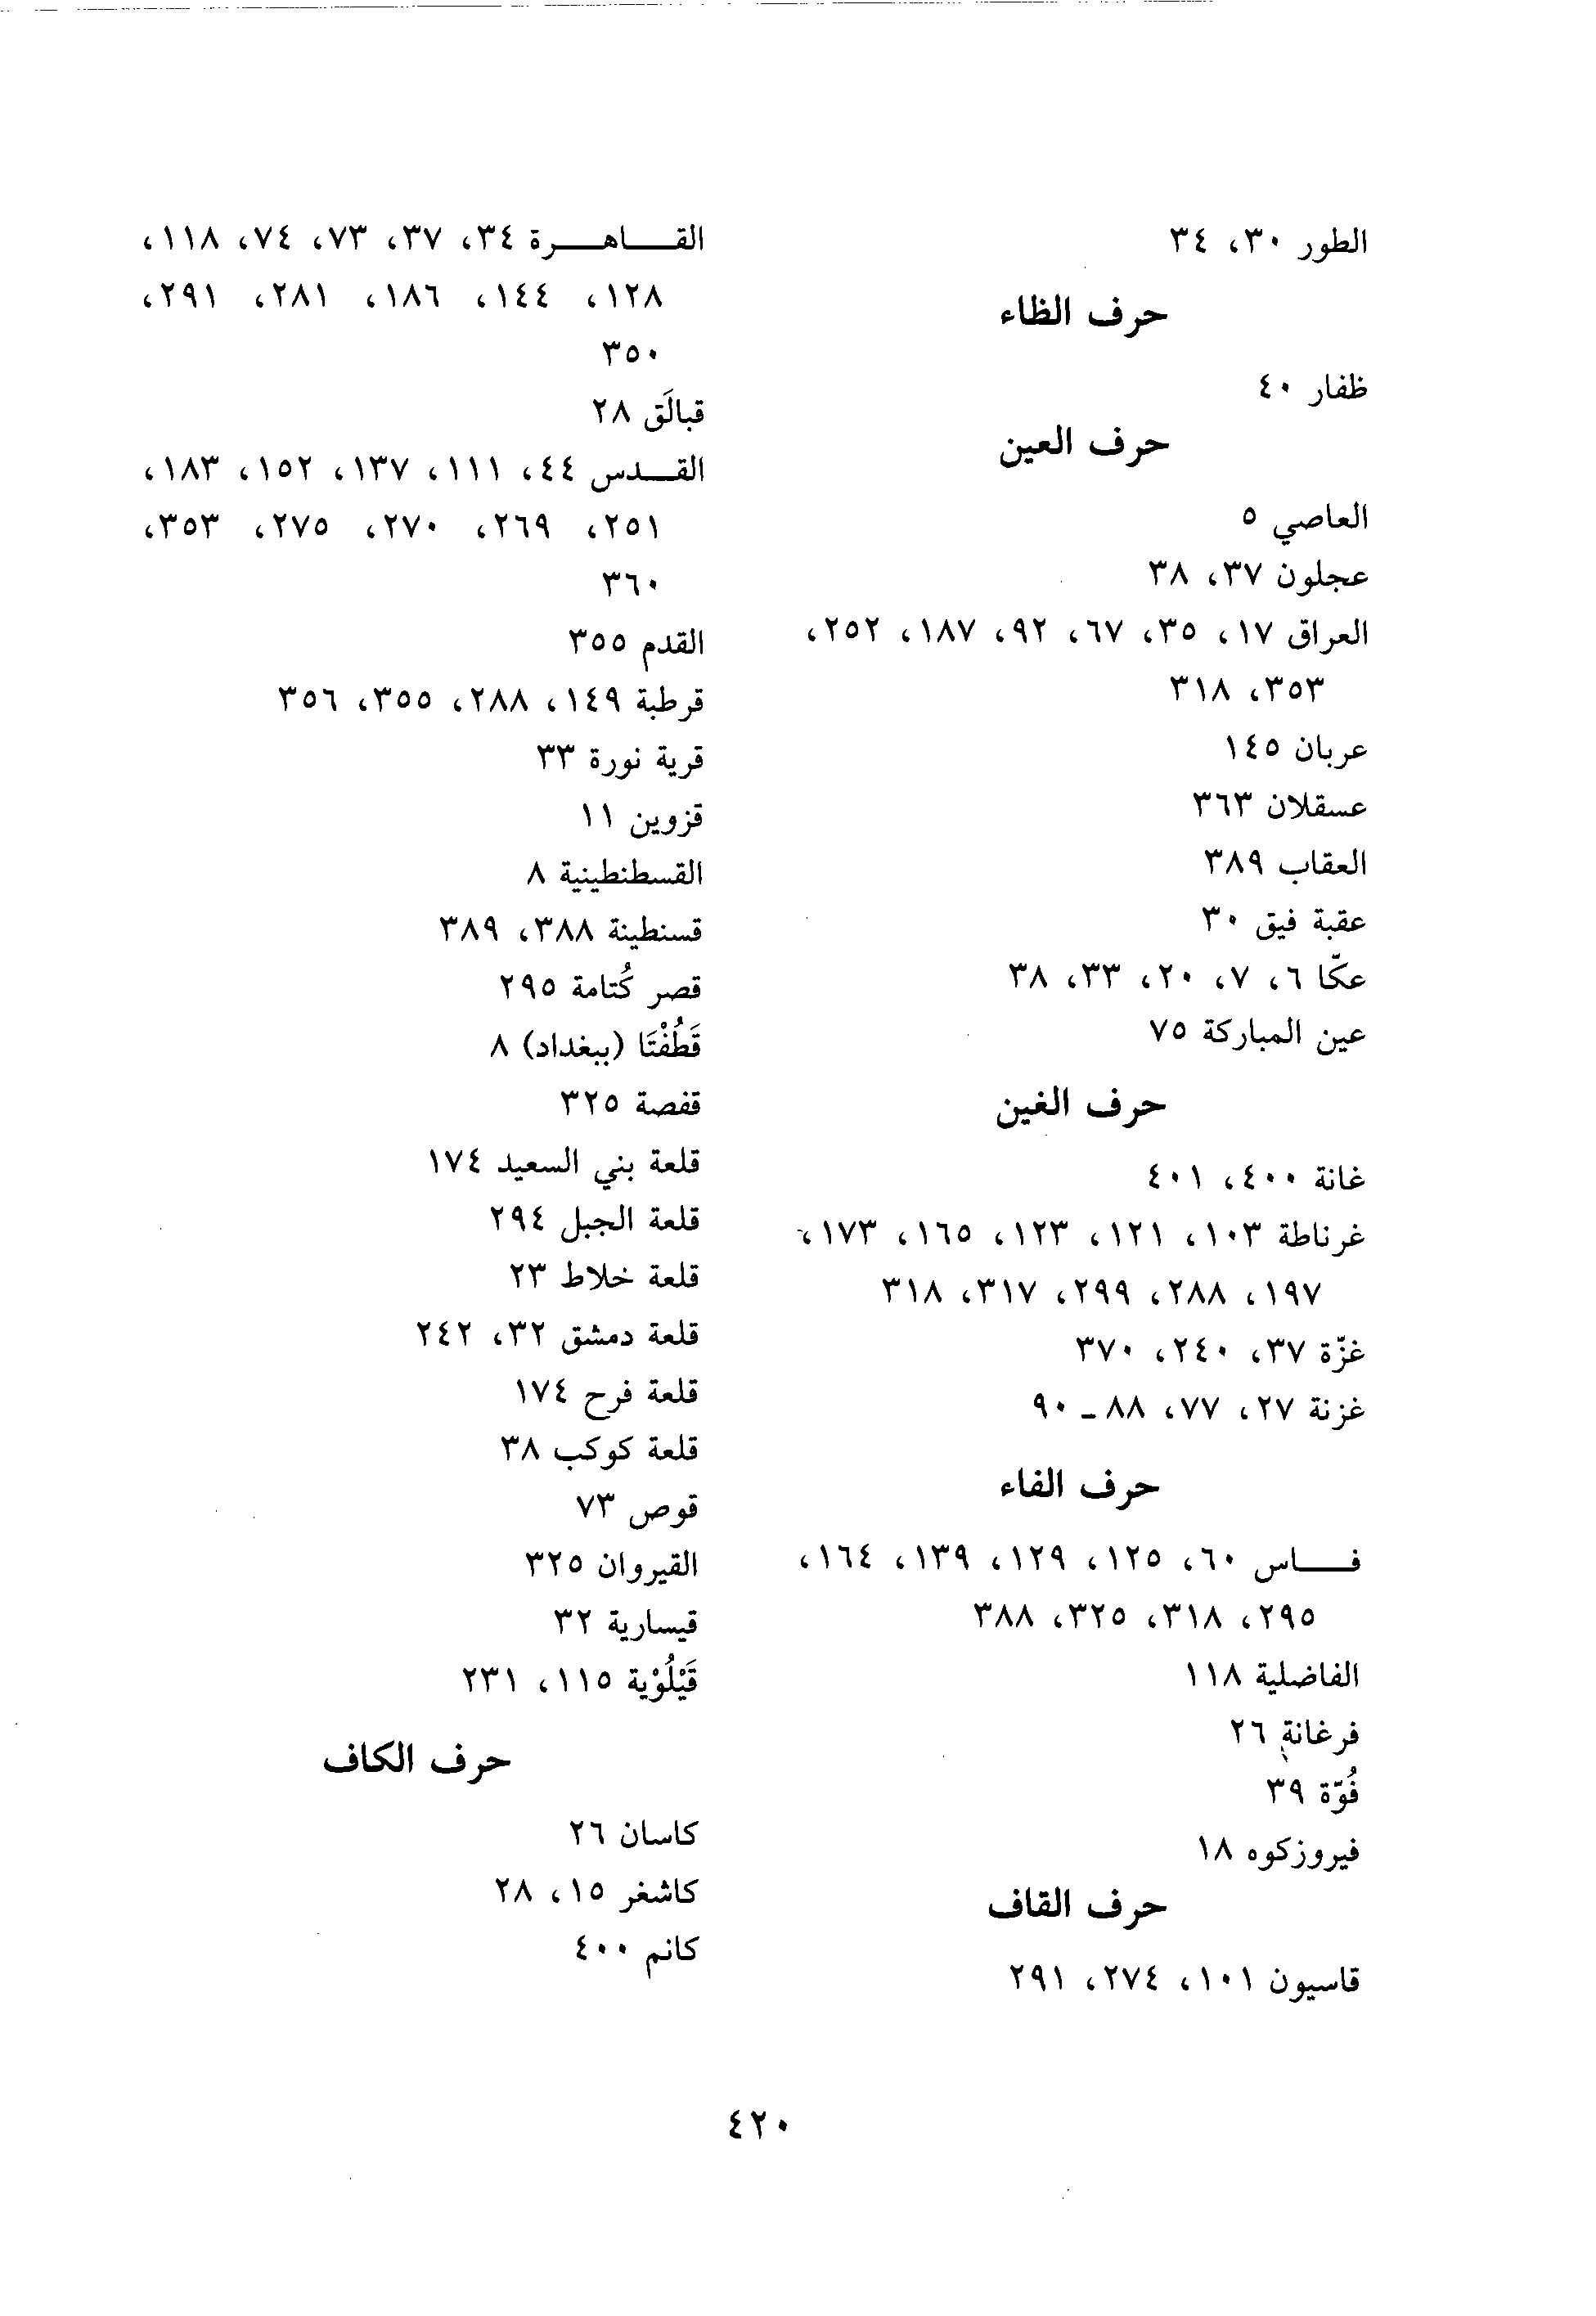 الطور ٣٠، ٣٤
حرف الظاء
ظفار ٤٠
حرف العين
العاصي ٥
عجلون ٣٧، ٣٨
العراق ١٧، ٣٥، ٦٧، ٩٢، ١٨٧، ٢٥٢،
٣٥٣، ٣١٨
عربان ١٤٥
عسقلان ٣٦٣
العقاب ٣٨٩
عقبة فيق ٣٠
عكّا ٦، ٧، ٢٠، ٣٣، ٣٨
عين المباركة ٧٥
حرف الغين
غانة ٤٠٠، ٤٠١
غرناطة ١٠٣، ١٢١، ١٢٣، ١٦٥، ١٧٣،
١٩٧، ٢٨٨، ٢٩٩، ٣١٧، ٣١٨
غزّة ٣٧، ٢٤٠، ٣٧٠
غزنة ٢٧، ٧٧، ٨٨ ـ ٩٠
حرف الفاء
فـــاس ٦٠، ١٢٥، ١٢٩، ١٣٩، ١٦٤،
٢٩٥، ٣١٨، ٣٢٥، ٣٨٨
الفاضلية ١١٨
فرغانة ٢٦
فُوّة ٣٩
فيروزكوه ١٨
حرف القاف
قاسيون ١٠١، ٢٧٤، ٢٩١
القـــاهـــرة ٣٤، ٣٧، ٧٣، ٧٤، ١١٨،
١٢٨، ١٤٤، ١٨٦، ٢٨١، ٢٩١،
٣٥٠
قبالَق ٢٨
القـــدس ٤٤، ١١١، ١٣٧، ١٥٢، ١٨٣،
٢٥١، ٢٦٩، ٢٧٠، ٢٧٥، ٣٥٣،
٣٦٠
القدم ٣٥٥
قرطبة ١٤٩، ٢٨٨، ٣٥٥، ٣٥٦
قرية نورة ٣٣
قزوين ١١
القسطنطينية ٨
قسنطينة ٣٨٨، ٣٨٩
قصر كُتامة ٢٩٥
قَطُفْتَا (ببغداد) ٨
قفصة ٣٢٥
قلعة بني السعيد ١٧٤
قلعة الجبل ٢٩٤
قلعة خلاط ٢٣
قلعة دمشق ٣٢، ٢٤٢
قلعة فرح ١٧٤
قلعة كوكب ٣٨
قوص ٧٣
القيروان ٣٢٥
قيسارية ٣٢
قَيْلُوْية ١١٥، ٢٣١
حرف الكاف
كاسان ٢٦
كاشغر ١٥، ٢٨
كانم ٤٠٠
٤٢٠